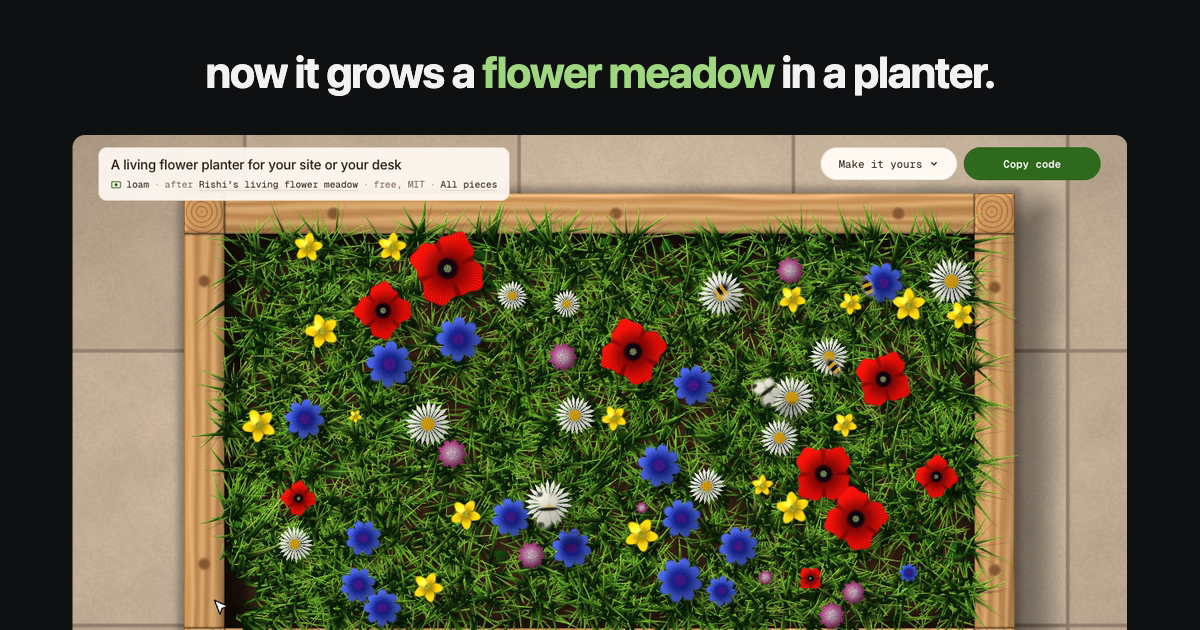 now it grows a flower meadow in a planter.
A living flower planter for your site or your desk
loam · after Rishi's living flower meadow · free, MIT · All pieces
Make it yours
Copy code